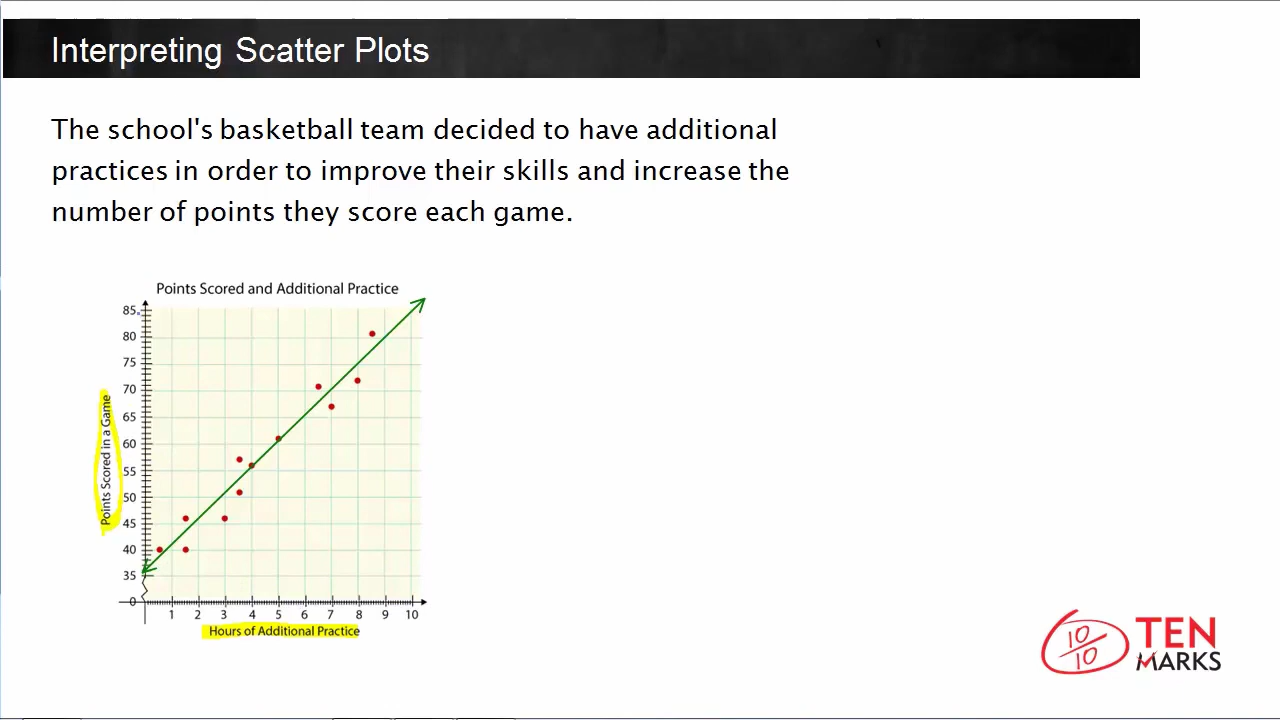 Interpreting Scatter Plots
The school's basketball team decided to have additional
practices in order to improve their skills and increase the
number of points they score each game.
Points Scored and Additional Practice
Points Scored in a Game
85
80
75
70
65
60
55
50
45
40
35
0
1 2 3 4 5 6 7 8 9 10
Hours of Additional Practice
10
10
TEN
MARKS